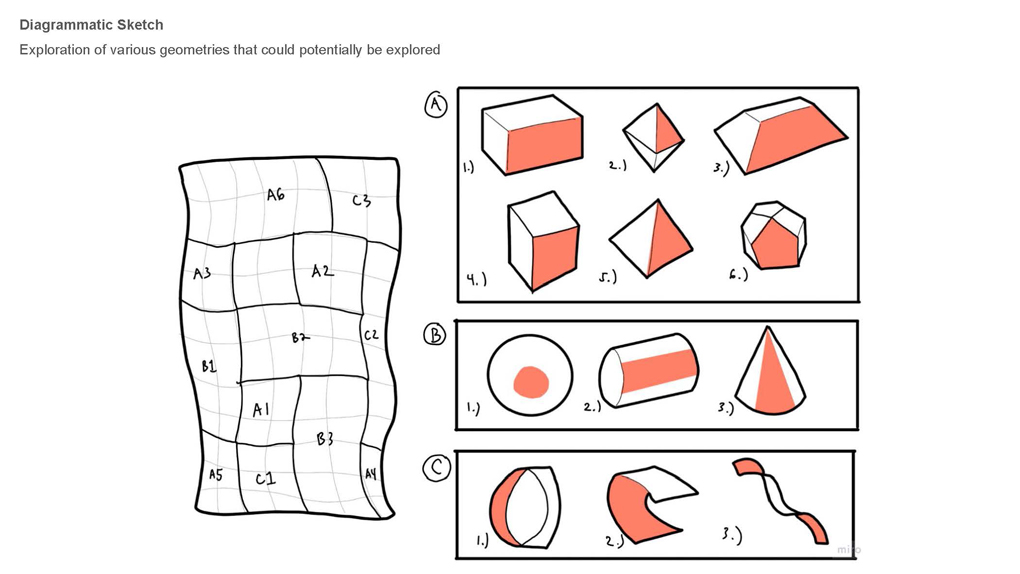 Diagrammatic Sketch
Exploration of various geometries that could potentially be explored
A
1.)
2.)
3.)
4.)
5.)
6.)
A6
C3
A3
A2
B2
C2
B1
A1
B3
A5
C1
A4
B
1.)
2.)
3.)
C
1.)
2.)
3.)
miro